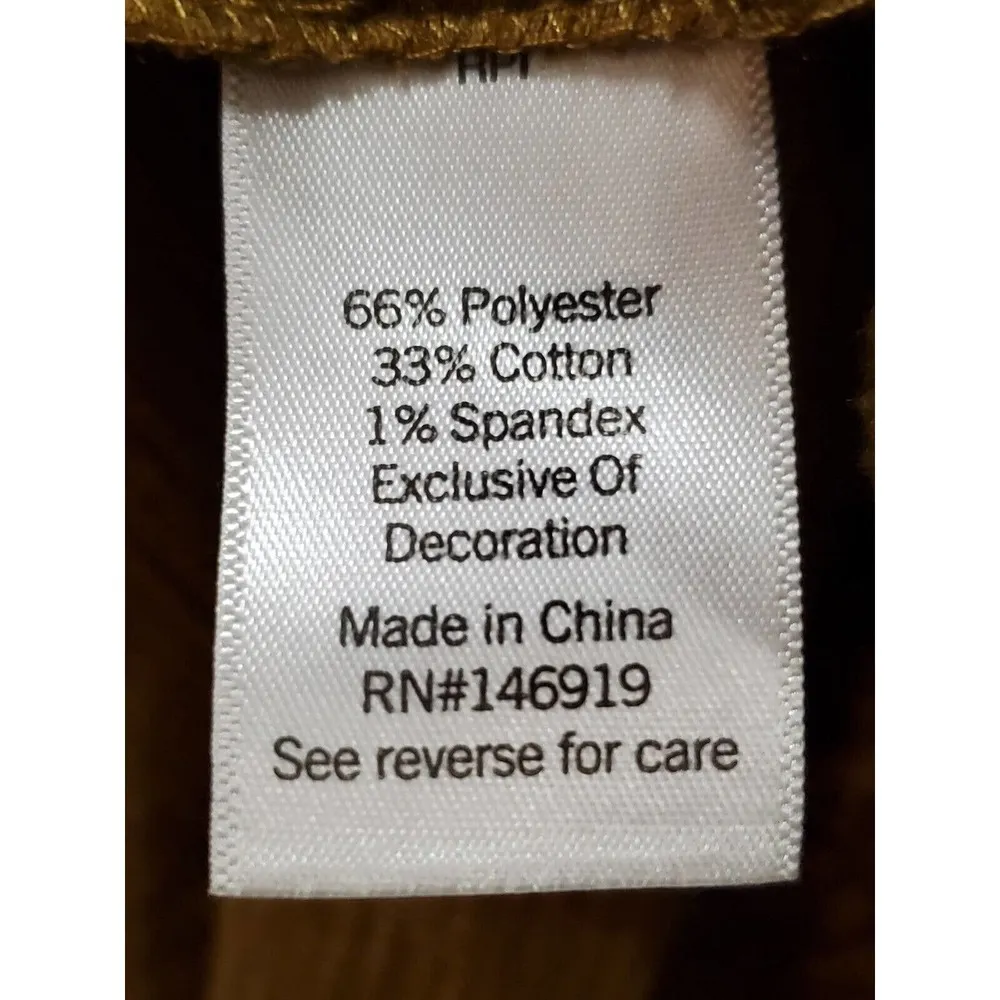 66% Polyester
33% Cotton
1% Spandex
Exclusive Of
Decoration
Made in China
RN#146919
See reverse for care